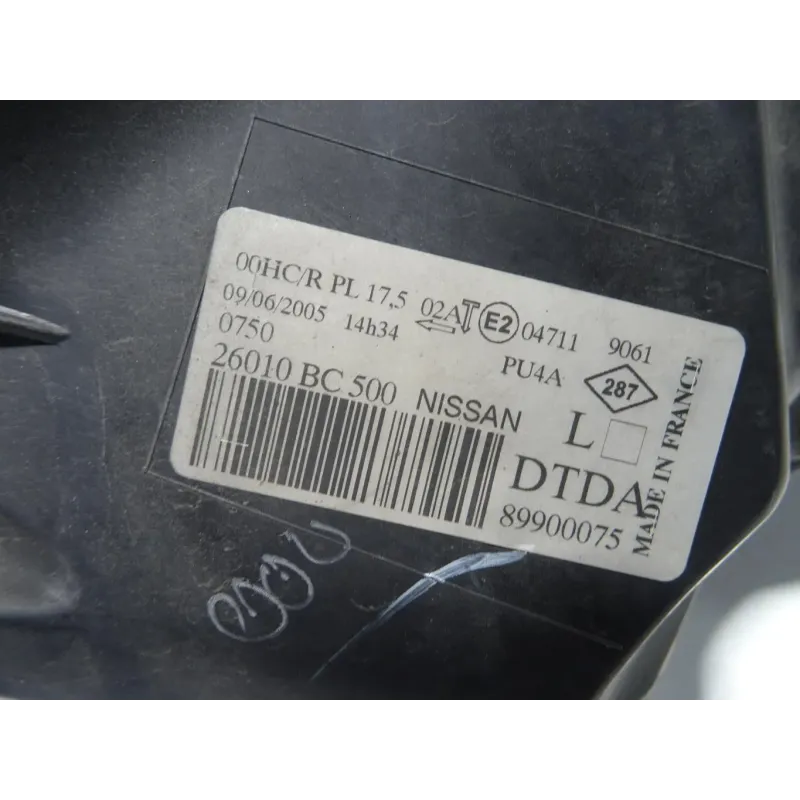 00HC/R PL 17,5 02A E2 04711 9061
09/06/2005 14h34
0750 PU4A 287
26010 BC 500 NISSAN L
DTDA
89900075
MADE IN FRANCE